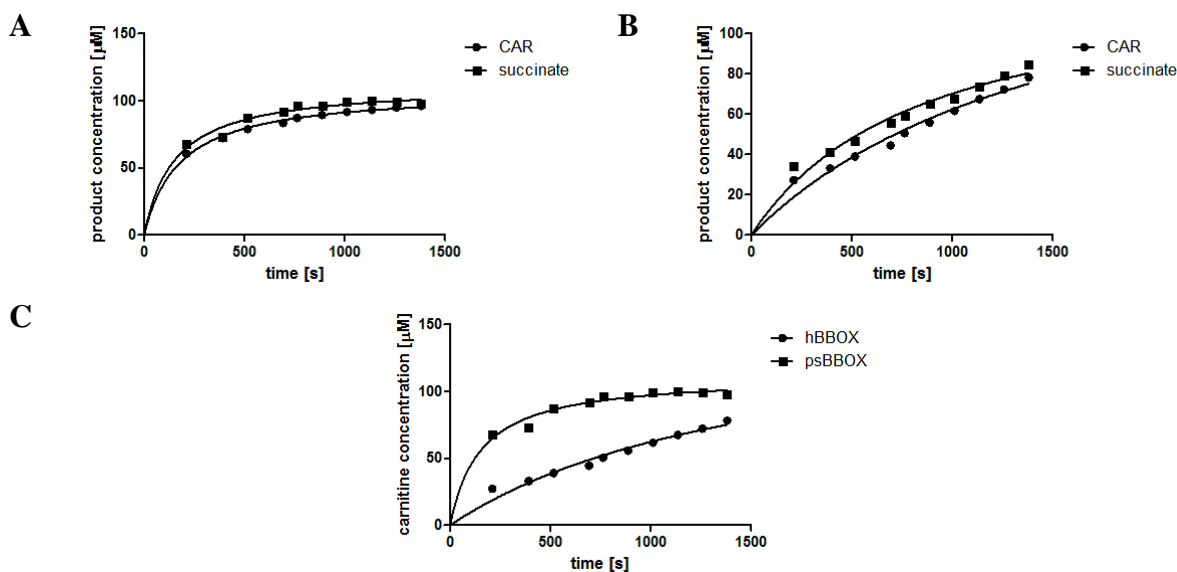 A
product concentration [µM]
150
100
50
0
0 500 1000 1500
time [s]
CAR
succinate
B
product concentration [µM]
100
80
60
40
20
0
0 500 1000 1500
time [s]
CAR
succinate
C
carnitine concentration [µM]
150
100
50
0
0 500 1000 1500
time [s]
hBBOX
psBBOX